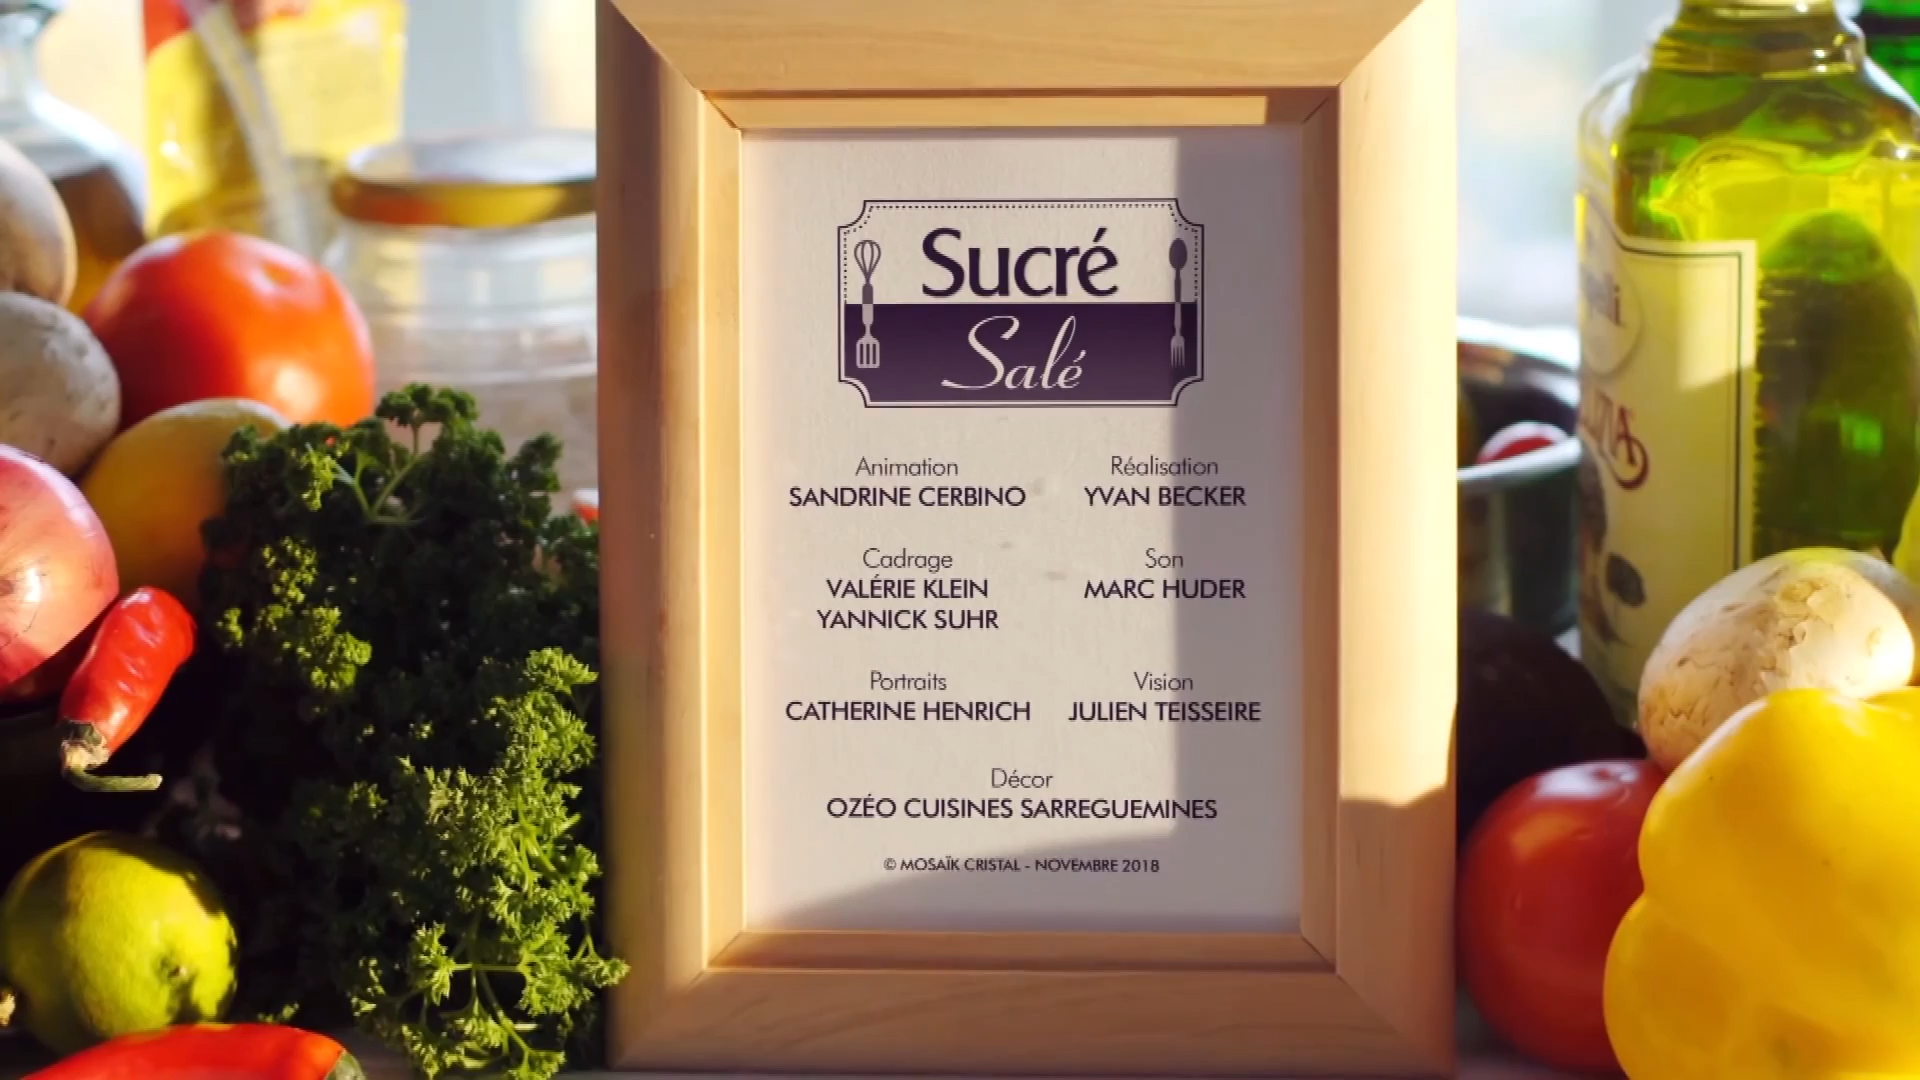 Sucré
Salé
Animation
SANDRINE CERBINO
Réalisation
YVAN BECKER
Cadrage
VALÉRIE KLEIN
YANNICK SUHR
Son
MARC HUDER
Portraits
CATHERINE HENRICH
Vision
JULIEN TEISSEIRE
Décor
OZÉO CUISINES SARREGUEMINES
© MOSAÏK CRISTAL - NOVEMBRE 2018